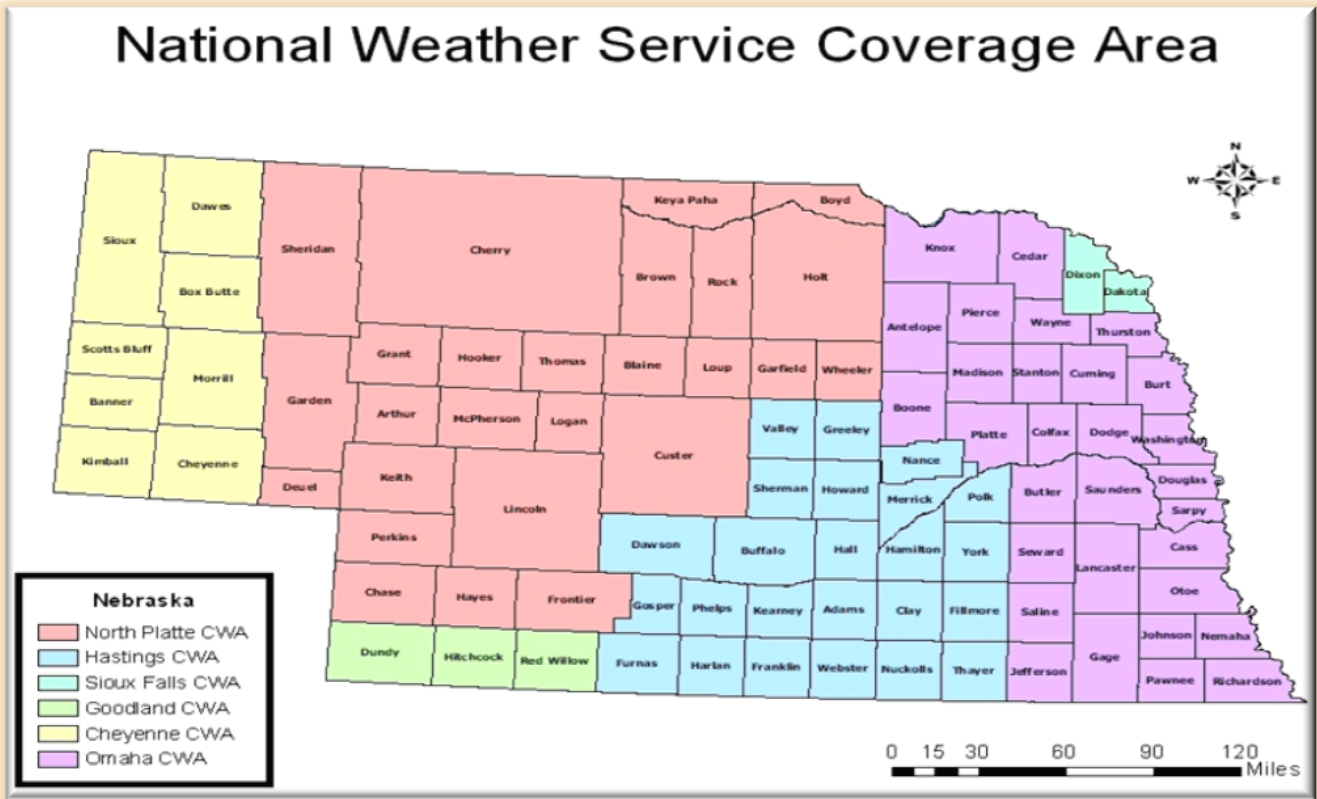 National Weather Service Coverage Area
N
W E
S
Keya Paha
Boyd
Dawes
Sioux
Sheridan
Cherry
Knox
Cedar
Dixon
Dakota
Brown
Rock
Holt
Box Butte
Antelope
Pierce
Wayne
Thurston
Scotts Bluff
Morrill
Grant
Hooker
Thomas
Blaine
Loup
Garfield
Wheeler
Madison
Stanton
Cuming
Burt
Banner
Garden
Arthur
McPherson
Logan
Custer
Valley
Greeley
Boone
Platte
Colfax
Dodge
Washington
Kimball
Cheyenne
Deuel
Keith
Lincoln
Sherman
Howard
Nance
Merrick
Polk
Butler
Saunders
Douglas
Sarpy
Perkins
Dawson
Buffalo
Hall
Hamilton
York
Seward
Lancaster
Cass
Otoe
Chase
Hayes
Frontier
Gosper
Phelps
Kearney
Adams
Clay
Fillmore
Saline
Johnson
Nemaha
Dundy
Hitchcock
Red Willow
Furnas
Harlan
Franklin
Webster
Nuckolls
Thayer
Jefferson
Gage
Pawnee
Richardson
Nebraska
North Platte CWA
Hastings CWA
Sioux Falls CWA
Goodland CWA
Cheyenne CWA
Omaha CWA
0 15 30 60 90 120
Miles